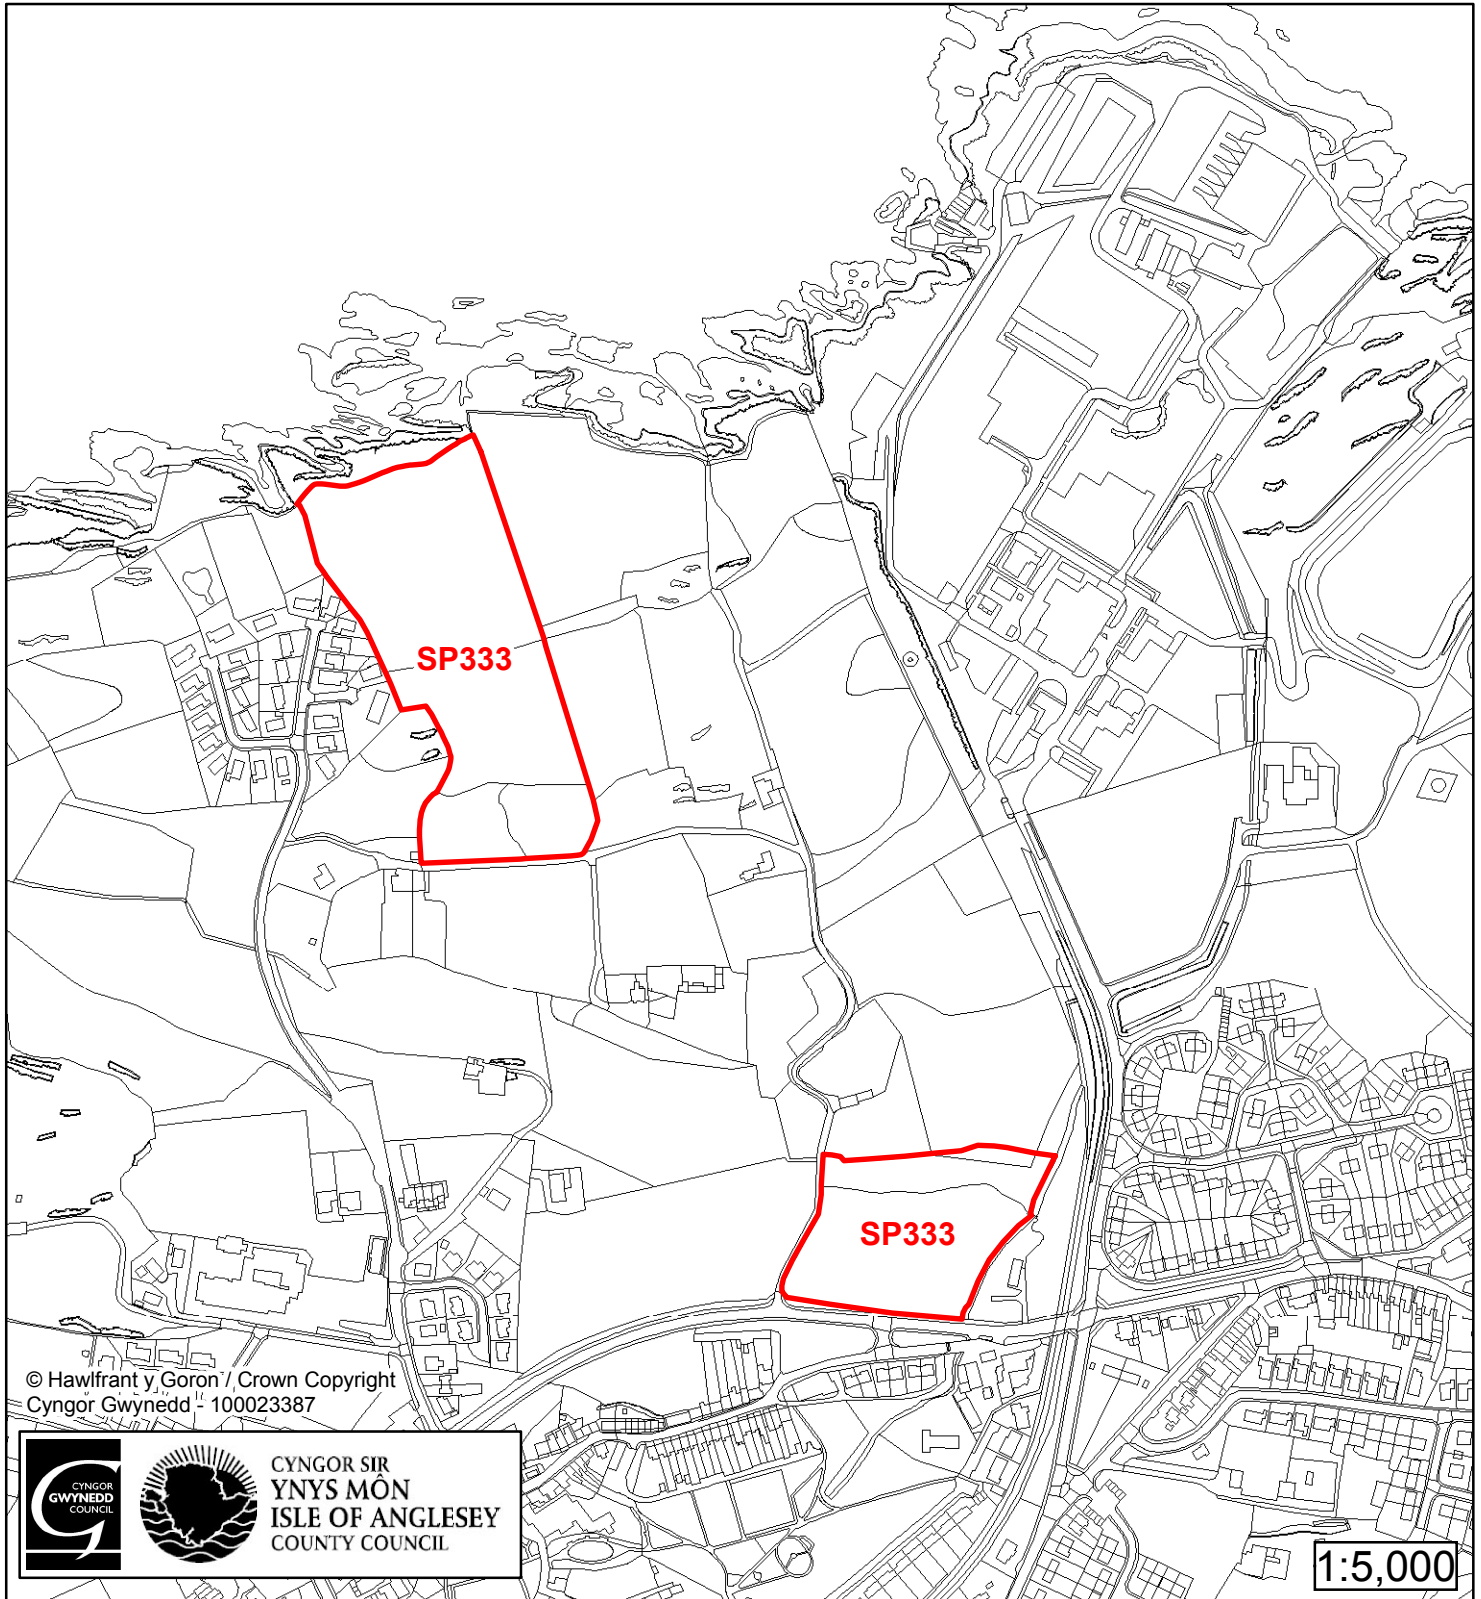 SP333
SP333
© Hawlfrant y Goron / Crown Copyright
Cyngor Gwynedd - 100023387
CYNGOR
GWYNEDD
COUNCIL
CYNGOR SIR
YNYS MÔN
ISLE OF ANGLESEY
COUNTY COUNCIL
1:5,000